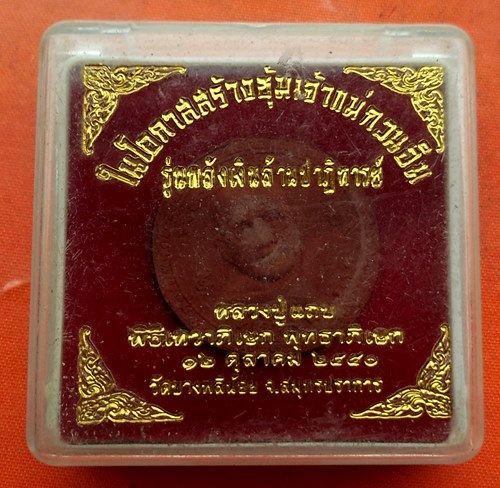 ในโอกาสสร้างซุ้มเจ้าแม่กวนอิม
รุ่นพลังเงินล้านปาฏิหารย์
หลวงปู่แถบ
พิธีเทวาภิเษก พุทธาภิเษก
๑๖ ตุลาคม ๒๕๔๐
วัดบางพลีน้อย จ.สมุทรปราการ